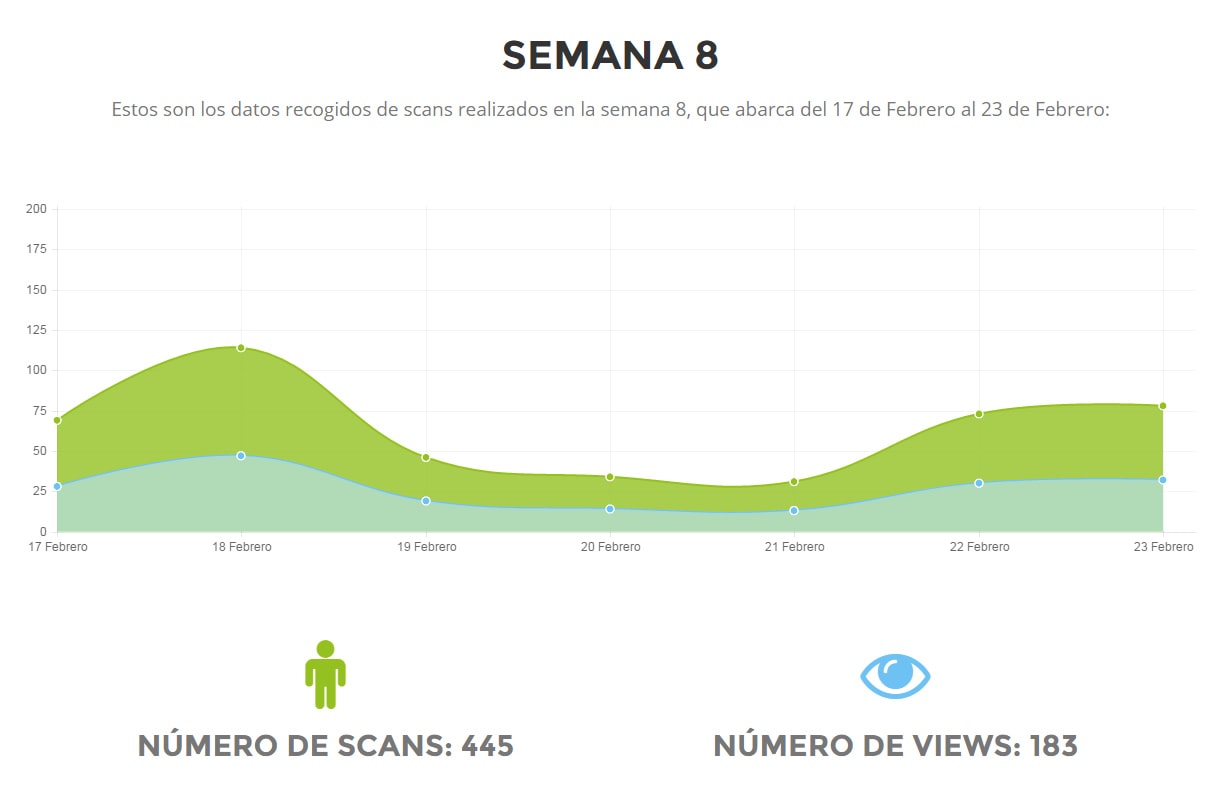 SEMANA 8
Estos son los datos recogidos de scans realizados en la semana 8, que abarca del 17 de Febrero al 23 de Febrero:
200
175
150
125
100
75
50
25
0
17 Febrero 18 Febrero 19 Febrero 20 Febrero 21 Febrero 22 Febrero 23 Febrero
NÚMERO DE SCANS: 445 NÚMERO DE VIEWS: 183